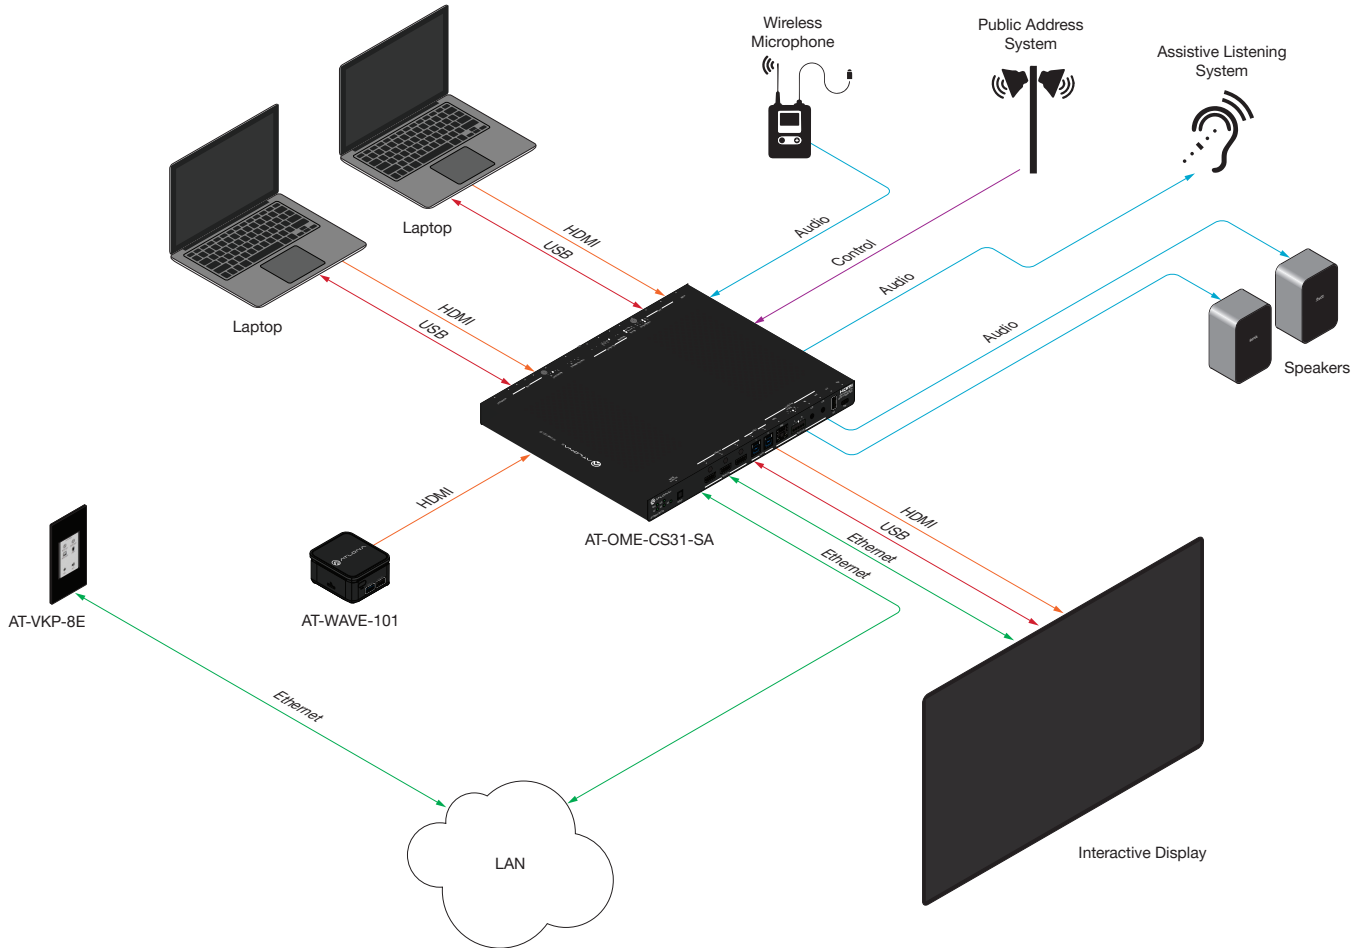 Wireless
Microphone
Public Address
System
Assistive Listening
System
Laptop
HDMI
USB
Audio
Control
Audio
Laptop
HDMI
USB
Audio
Speakers
ATLONA
HDMI
AT-OME-CS31-SA
HDMI
USB
Ethernet
Ethernet
ATLONA
AT-VKP-8E
AT-WAVE-101
Ethernet
LAN
Interactive Display